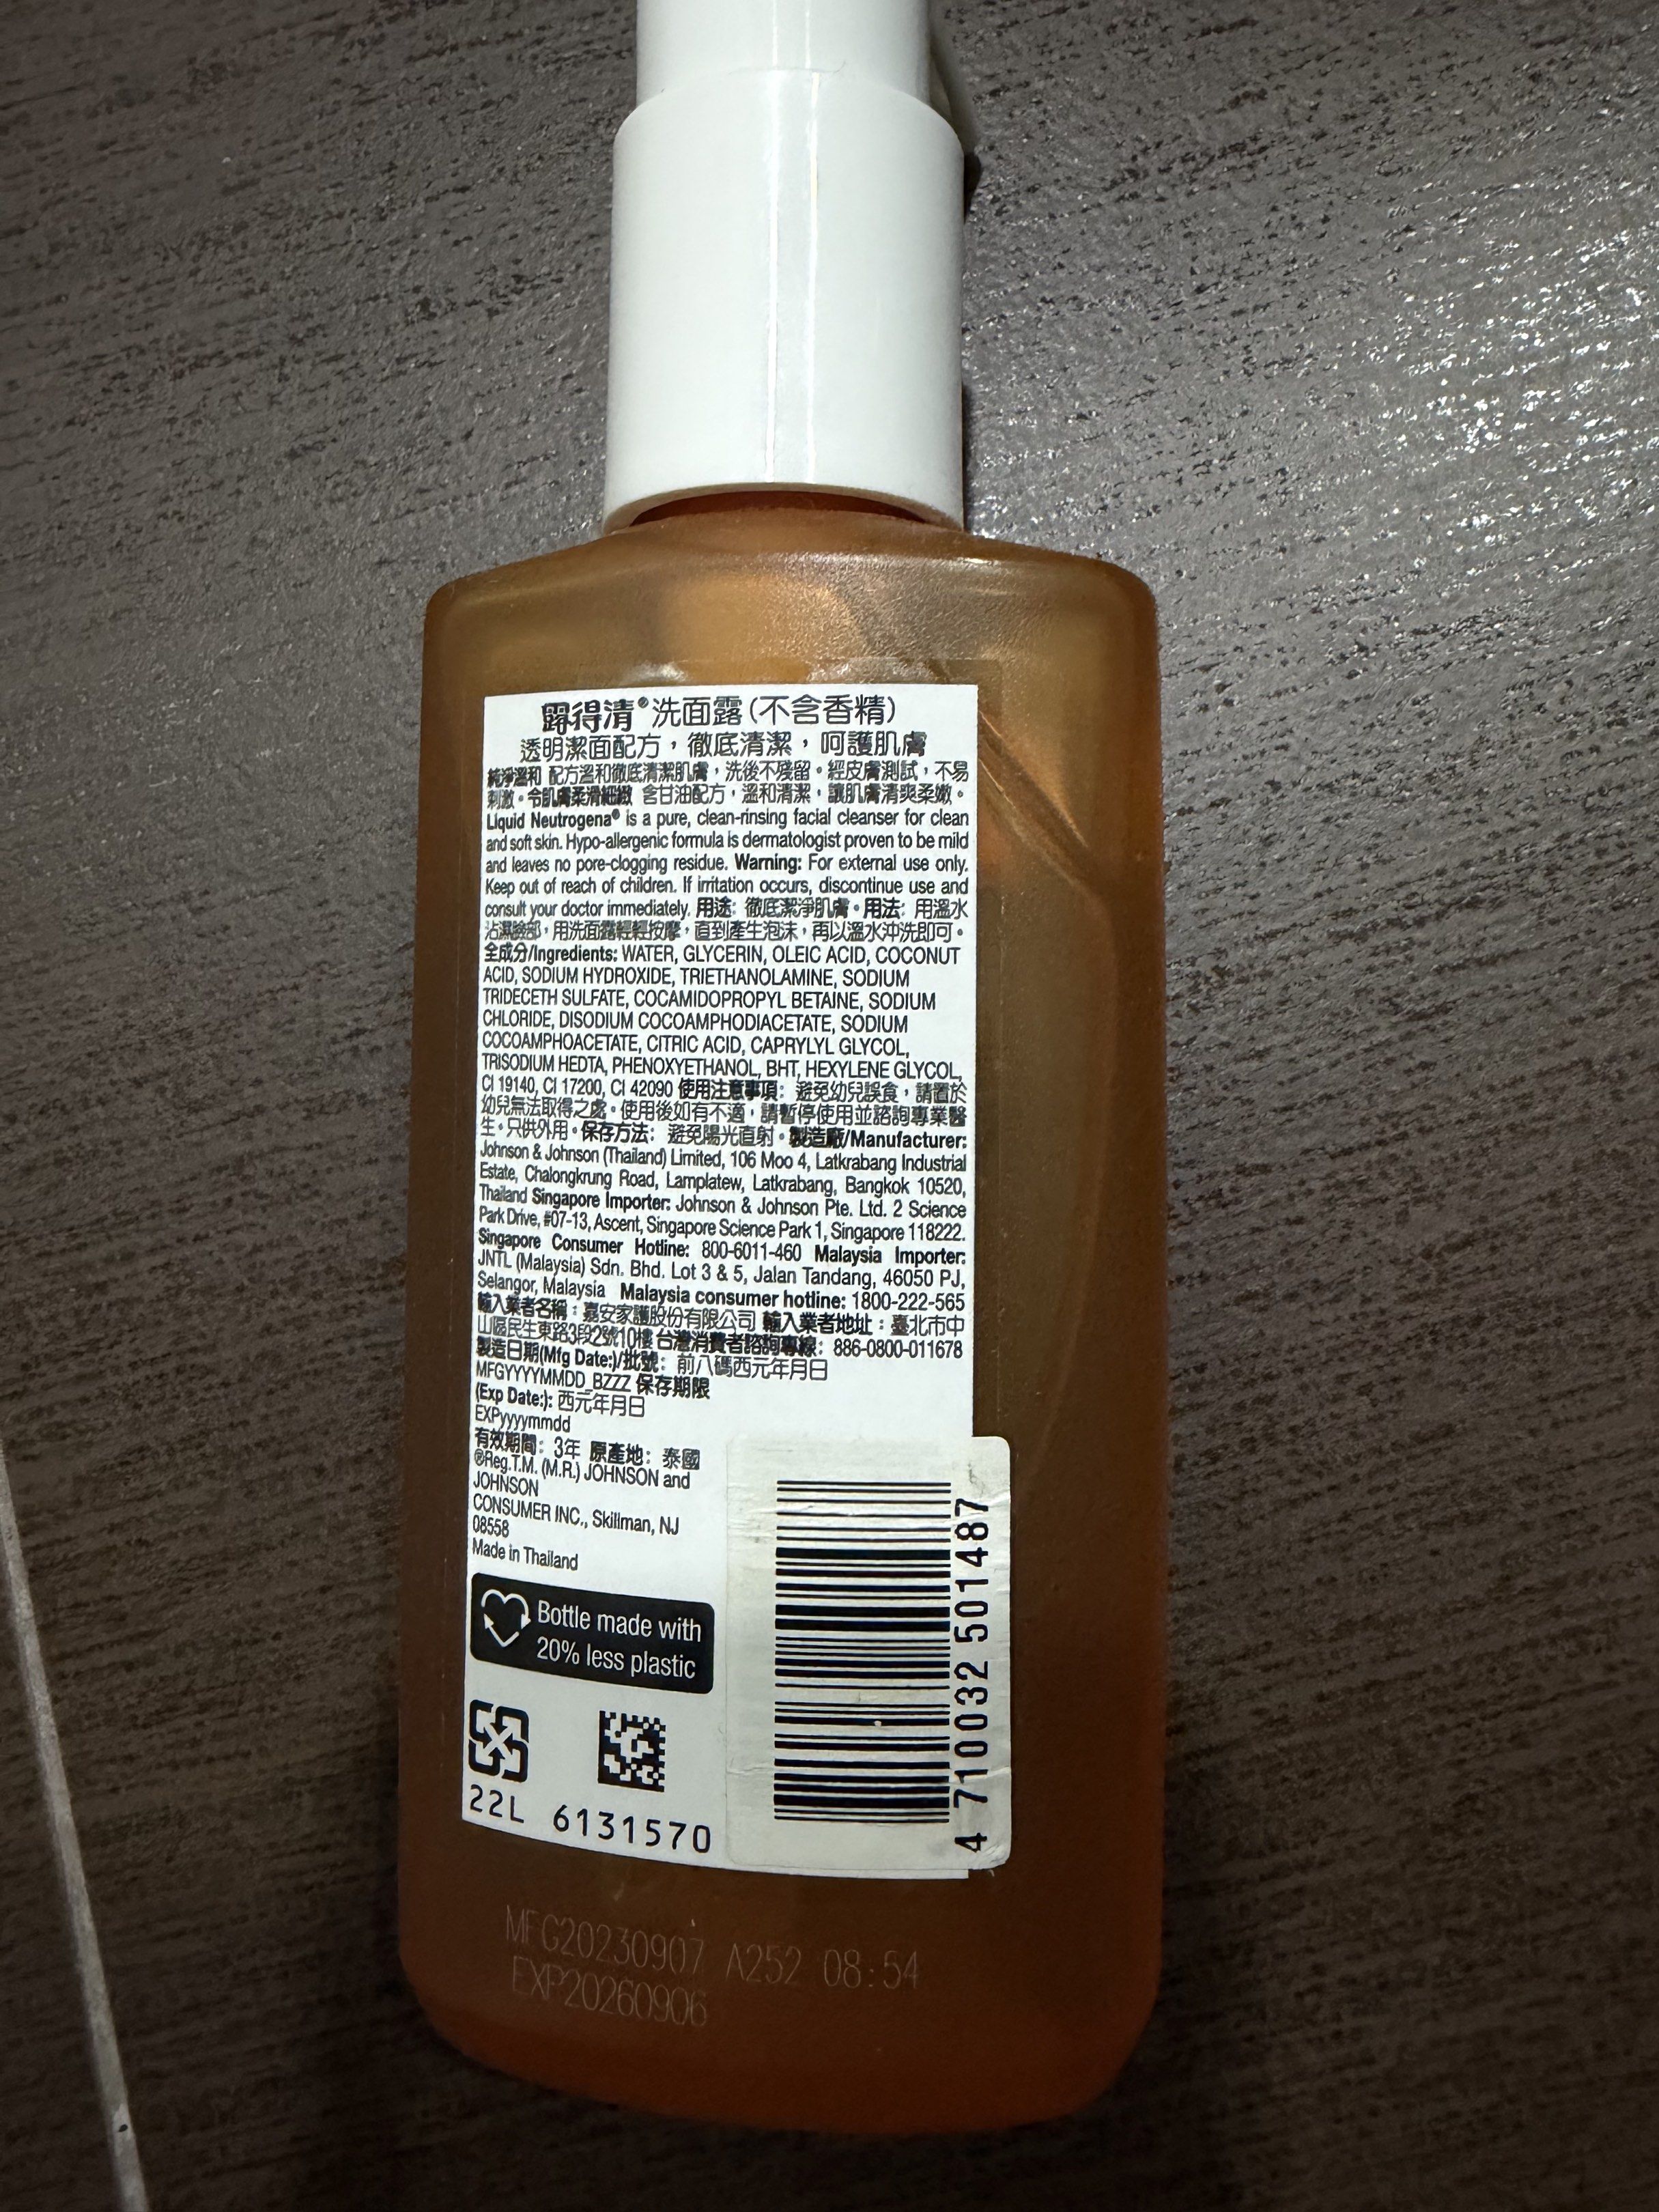 露得清®洗面露(不含香精)
透明潔面配方，徹底清潔，呵護肌膚
純淨溫和 配方溫和徹底清潔肌膚，洗後不殘留。經皮膚測試，不易
刺激。令肌膚柔滑細緻 含甘油配方，溫和清潔，讓肌膚清爽柔嫩。
Liquid Neutrogena® is a pure, clean-rinsing facial cleanser for clean
and soft skin. Hypo-allergenic formula is dermatologist proven to be mild
and leaves no pore-clogging residue. Warning: For external use only.
Keep out of reach of children. If irritation occurs, discontinue use and
consult your doctor immediately. 用途: 徹底潔淨肌膚。用法: 用溫水
沾濕臉部，用洗面露輕輕按摩，直到產生泡沫，再以溫水沖洗即可。
全成分/Ingredients: WATER, GLYCERIN, OLEIC ACID, COCONUT
ACID, SODIUM HYDROXIDE, TRIETHANOLAMINE, SODIUM
TRIDECETH SULFATE, COCAMIDOPROPYL BETAINE, SODIUM
CHLORIDE, DISODIUM COCOAMPHODIACETATE, SODIUM
COCOAMPHOACETATE, CITRIC ACID, CAPRYLYL GLYCOL,
TRISODIUM HEDTA, PHENOXYETHANOL, BHT, HEXYLENE GLYCOL,
CI 19140, CI 17200, CI 42090 使用注意事項: 避免幼兒誤食，請置於
幼兒無法取得之處。使用後如有不適，請暫停使用並諮詢專業醫
生。只供外用。保存方法: 避免陽光直射。製造廠/Manufacturer:
Johnson & Johnson (Thailand) Limited, 106 Moo 4, Latkrabang Industrial
Estate, Chalongkrung Road, Lamplatew, Latkrabang, Bangkok 10520,
Thailand Singapore Importer: Johnson & Johnson Pte. Ltd. 2 Science
Park Drive, #07-13, Ascent, Singapore Science Park 1, Singapore 118222.
Singapore Consumer Hotline: 800-6011-460 Malaysia Importer:
JNTL (Malaysia) Sdn. Bhd. Lot 3 & 5, Jalan Tandang, 46050 PJ,
Selangor, Malaysia Malaysia consumer hotline: 1800-222-565
輸入業者名稱：嘉安家護股份有限公司 輸入業者地址：臺北市中
山區民生東路3段2號10樓 台灣消費者諮詢專線: 886-0800-011678
製造日期(Mfg Date:)/批號: 前八碼西元年月日
MFGYYYYMMDD BZZZ 保存期限
(Exp Date:): 西元年月日
EXPyyyymmdd
有效期間: 3年 原產地: 泰國
®Reg.T.M. (M.R.) JOHNSON and
JOHNSON
CONSUMER INC., Skillman, NJ
08558
Made in Thailand
Bottle made with
20% less plastic
22L 6131570
4 710032 501487
MFG20230907 A252 08:54
EXP20260906